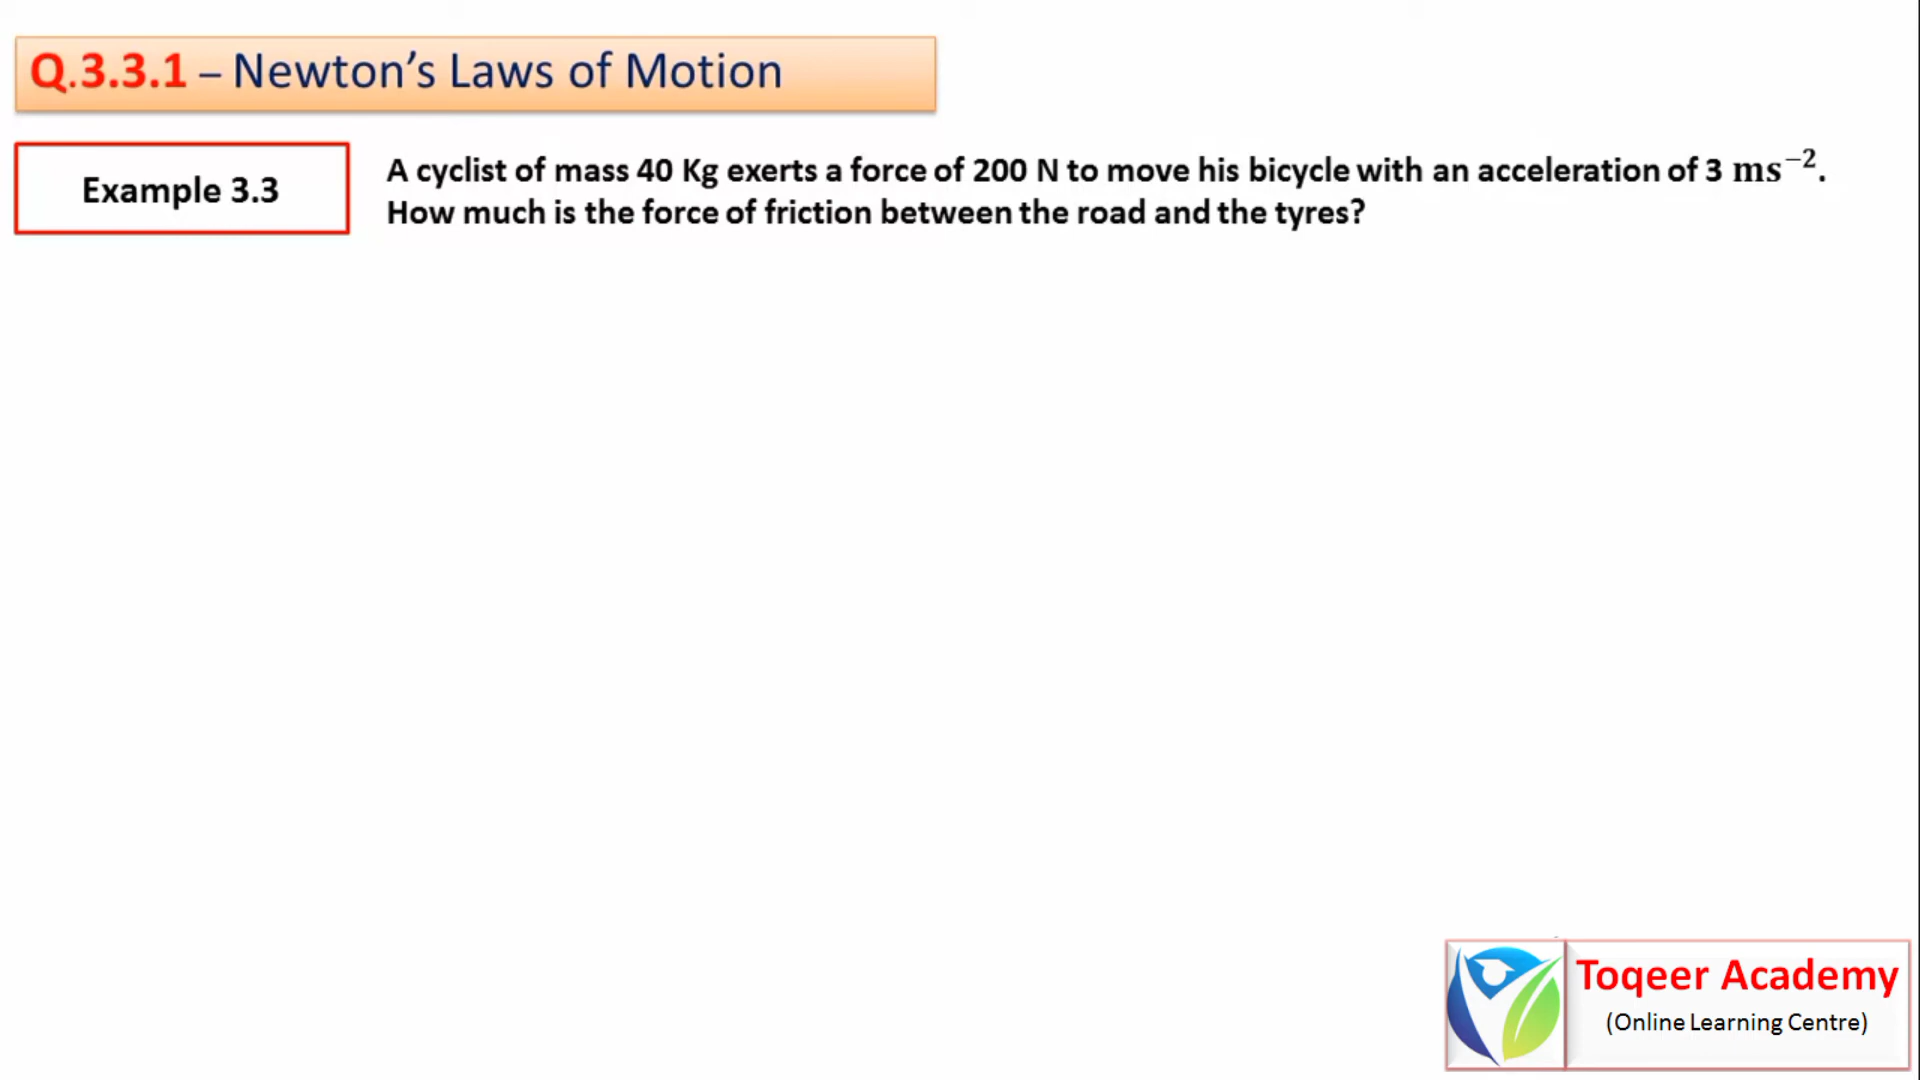 Q.3.3.1 – Newton’s Laws of Motion
Example 3.3
A cyclist of mass 40 Kg exerts a force of 200 N to move his bicycle with an acceleration of 3 ms⁻².
How much is the force of friction between the road and the tyres?
Toqeer Academy
(Online Learning Centre)